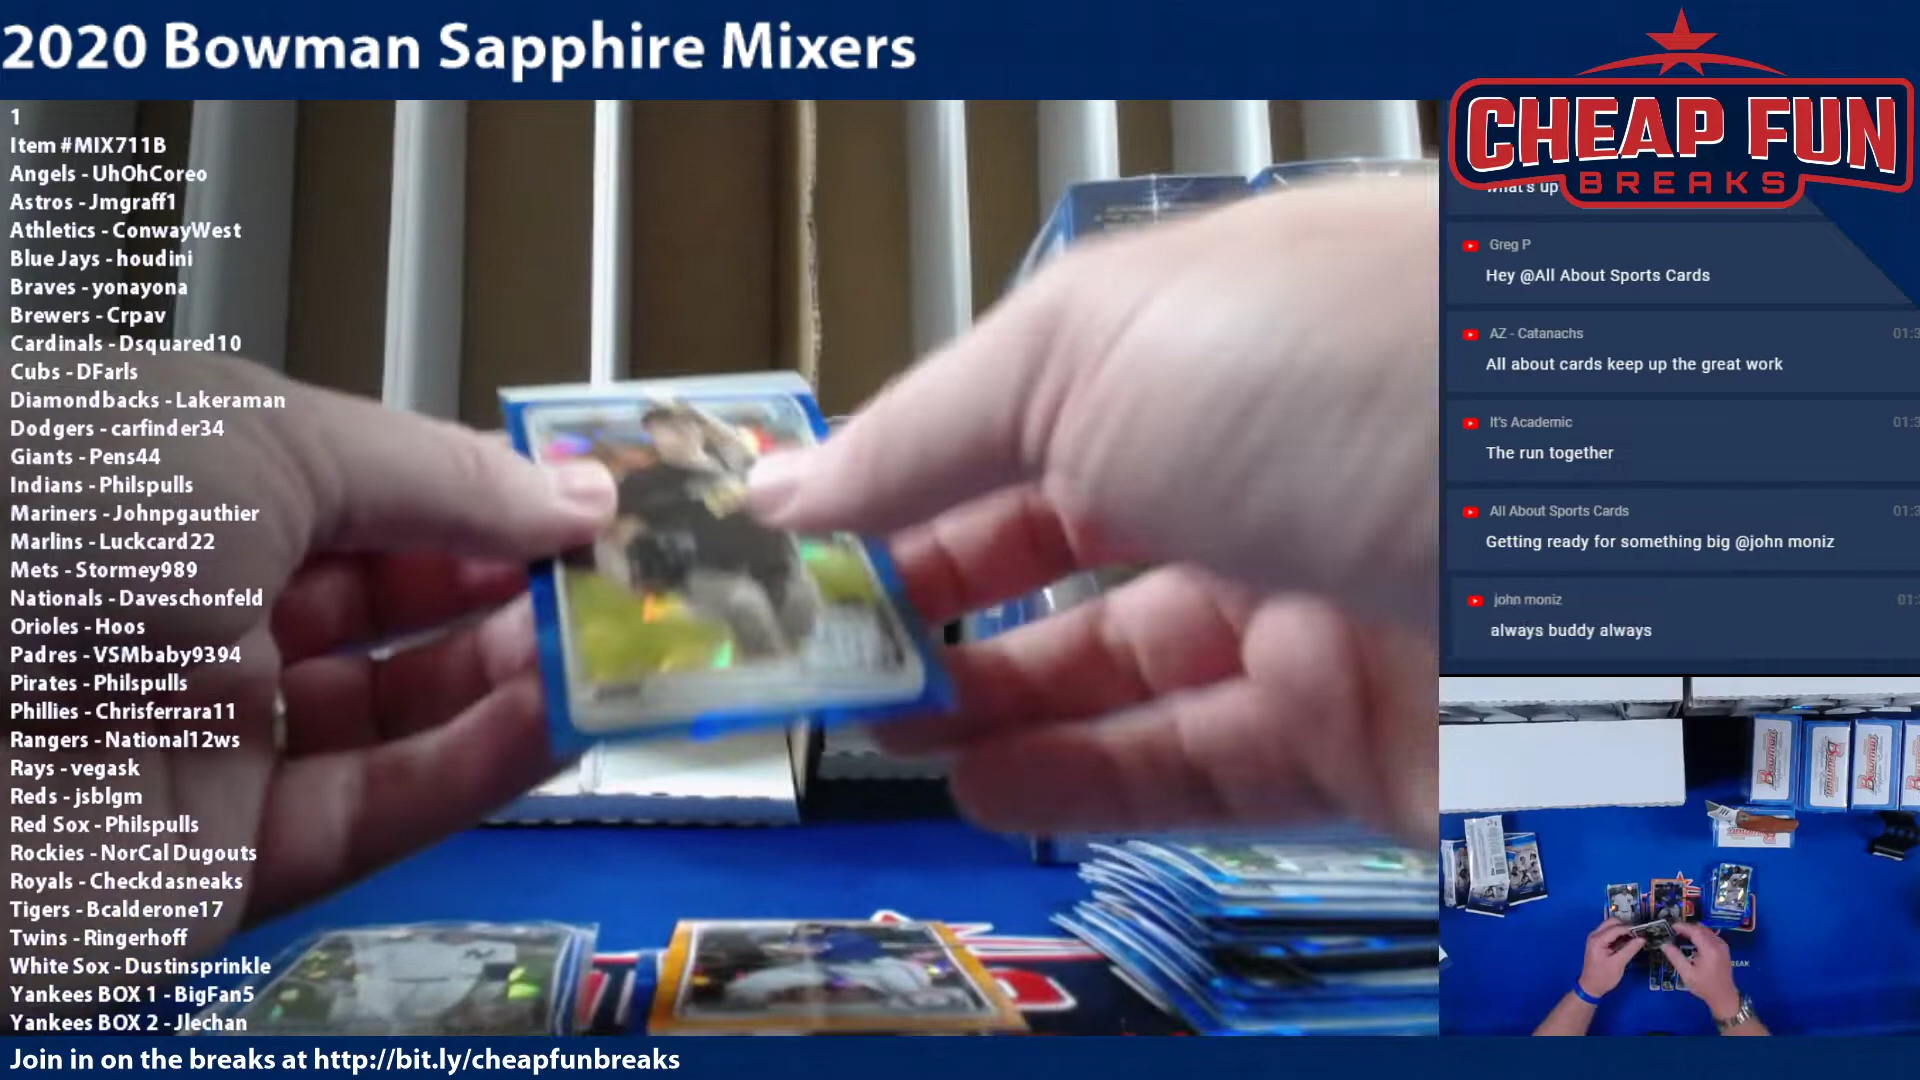 2020 Bowman Sapphire Mixers
1
Item #MIX711B
Angels - UhOhCoreo
Astros - Jmgraff1
Athletics - ConwayWest
Blue Jays - houdini
Braves - yonayona
Brewers - Crpav
Cardinals - Dsquared10
Cubs - DFarls
Diamondbacks - Lakeraman
Dodgers - carfinder34
Giants - Pens44
Indians - Philspulls
Mariners - Johnpgauthier
Marlins - Luckcard22
Mets - Stormey989
Nationals - Daveschonfeld
Orioles - Hoos
Padres - VSMbaby9394
Pirates - Philspulls
Phillies - Chrisferrara11
Rangers - National12ws
Rays - vegask
Reds - jsblgm
Red Sox - Philspulls
Rockies - NorCal Dugouts
Royals - Checkdasneaks
Tigers - Bcalderone17
Twins - Ringerhoff
White Sox - Dustinsprinkle
Yankees BOX 1 - BigFan5
Yankees BOX 2 - Jlechan
Join in on the breaks at http://bit.ly/cheapfunbreaks
CHEAP FUN
BREAKS
what's up
Greg P
Hey @All About Sports Cards
AZ - Catanachs
All about cards keep up the great work
It's Academic
The run together
All About Sports Cards
Getting ready for something big @john moniz
john moniz
always buddy always
Bowman
Bowman
Bowman